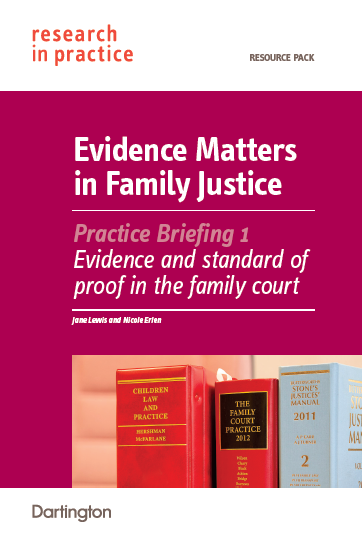 research
in practice
RESOURCE PACK
Evidence Matters
in Family Justice
Practice Briefing 1
Evidence and standard of
proof in the family court
Jane Lewis and Nicole Erlen
CHILDREN
LAW
AND
PRACTICE
HERSHMAN
McFARLANE
THE
FAMILY
COURT
PRACTICE
2012
STONE'S
JUSTICES'
MANUAL
2011
2
Dartington